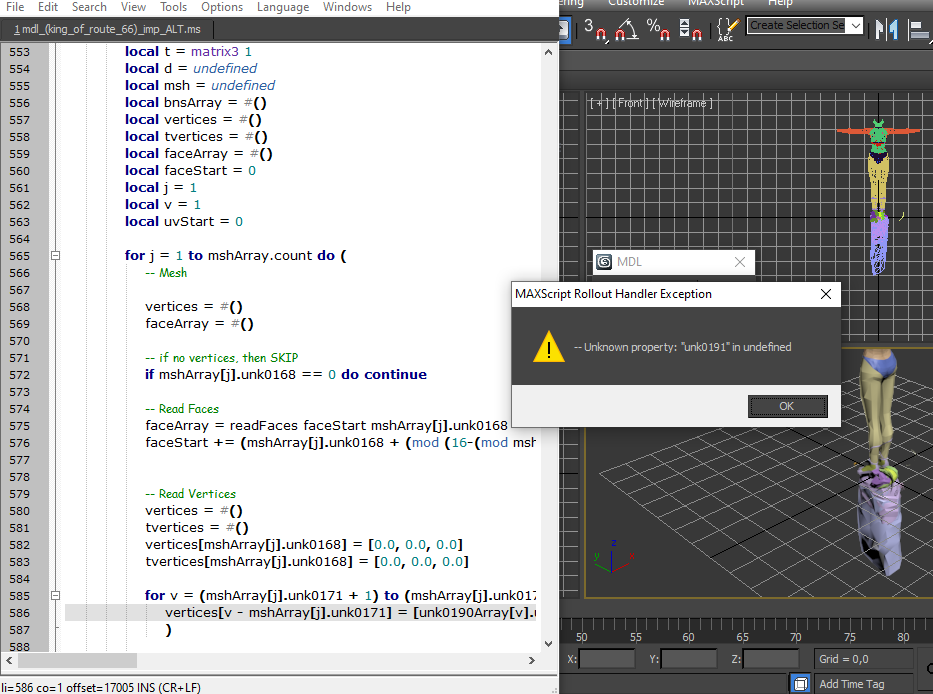 File Edit Search View Tools Options Language Windows Help
ering Customize MAXScript Help
1 mdl_(king_of_route_66)_imp_ALT.ms
3 % ABC Create Selection Se
553 local t = matrix3 1
554 local d = undefined
555 local msh = undefined
556 local bnsArray = #()
557 local vertices = #()
558 local tvertices = #()
559 local faceArray = #()
560 local faceStart = 0
561 local j = 1
562 local v = 1
563 local uvStart = 0
564
565 for j = 1 to mshArray.count do (
566 -- Mesh
567
568 vertices = #()
569 faceArray = #()
570
571 -- if no vertices, then SKIP
572 if mshArray[j].unk0168 == 0 do continue
573
574 -- Read Faces
575 faceArray = readFaces faceStart mshArray[j].unk0168
576 faceStart += (mshArray[j].unk0168 + (mod (16-(mod msh
577
578
579 -- Read Vertices
580 vertices = #()
581 tvertices = #()
582 vertices[mshArray[j].unk0168] = [0.0, 0.0, 0.0]
583 tvertices[mshArray[j].unk0168] = [0.0, 0.0, 0.0]
584
585 for v = (mshArray[j].unk0171 + 1) to (mshArray[j].unk017
586 vertices[v - mshArray[j].unk0171] = [unk0190Array[v].u
587 )
588
li=586 co=1 offset=17005 INS (CR+LF)
[ + ] [ Front ] [ Wireframe ]
MDL
MAXScript Rollout Handler Exception
-- Unknown property: "unk0191" in undefined
OK
z
y x
50 55 60 65 70 75 80
X: Y: Z: Grid = 0,0
Add Time Tag